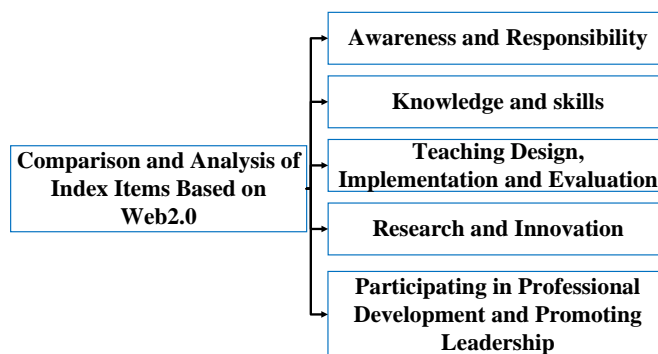 Comparison and Analysis of
Index Items Based on
Web2.0
Awareness and Responsibility
Knowledge and skills
Teaching Design,
Implementation and Evaluation
Research and Innovation
Participating in Professional
Development and Promoting
Leadership